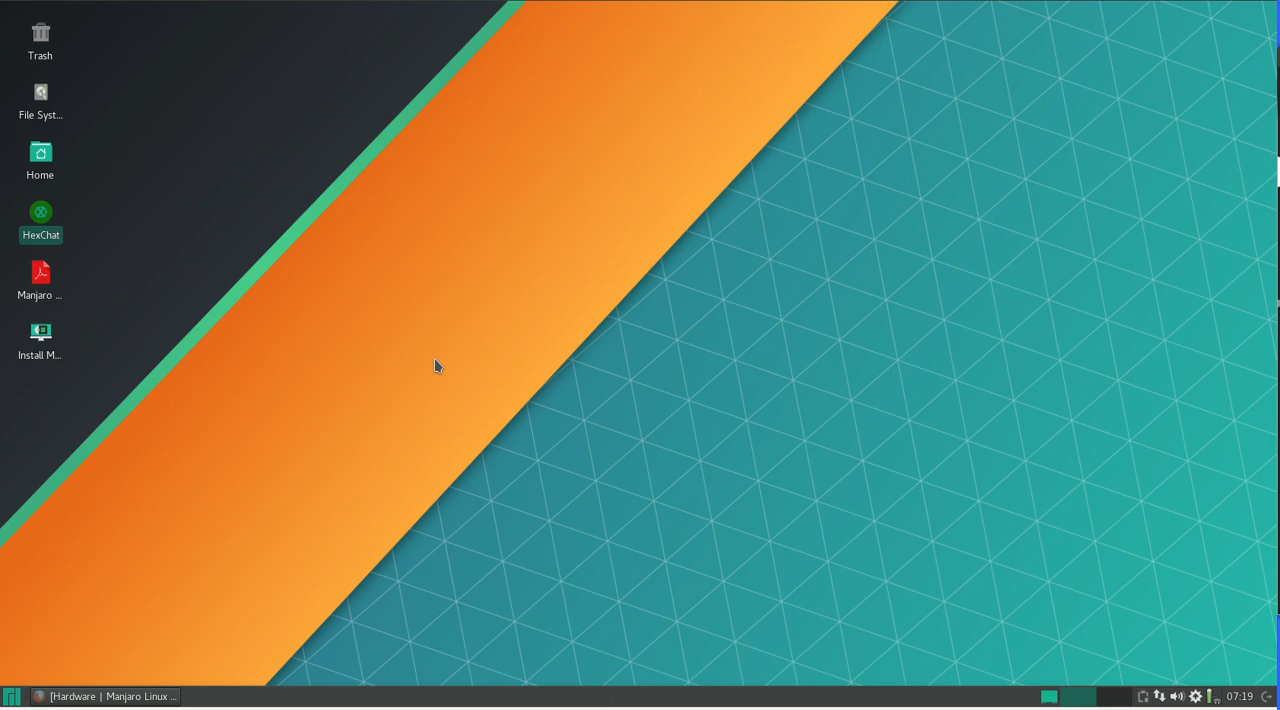 Trash
File Syst...
Home
HexChat
Manjaro ...
Install M...
[Hardware | Manjaro Linux ...
07:19